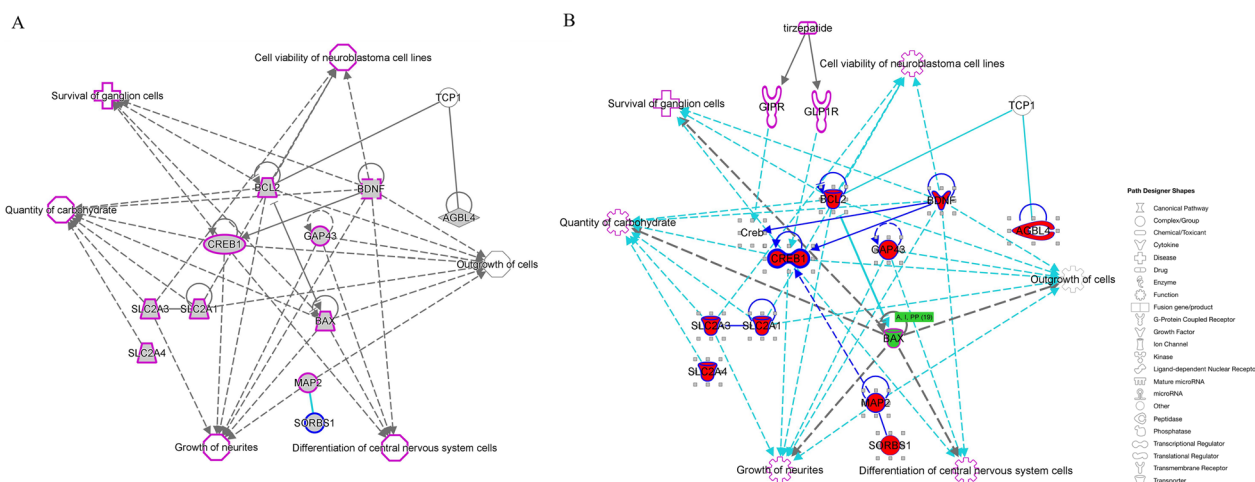 A
Cell viability of neuroblastoma cell lines
Survival of ganglion cells
TCP1
BCL2
BDNF
Quantity of carbohydrate
AGBL4
CREB1
GAP43
Outgrowth of cells
SLC2A3
SLC2A1
BAX
SLC2A4
MAP2
SORBS1
Growth of neurites
Differentiation of central nervous system cells
B
tirzepatide
Cell viability of neuroblastoma cell lines
Survival of ganglion cells
GIPR
GLP1R
TCP1
BCL2
BDNF
Quantity of carbohydrate
Creb
AGBL4
CREB1
GAP43
Outgrowth of cells
A: I, PP (19)
SLC2A3
SLC2A1
BAX
SLC2A4
MAP2
SORBS1
Growth of neurites
Differentiation of central nervous system cells
Path Designer Shapes
Canonical Pathway
Complex/Group
Chemical/Toxicant
Cytokine
Disease
Drug
Enzyme
Function
Fusion gene/product
G-Protein Coupled Receptor
Growth Factor
Ion Channel
Kinase
Ligand-dependent Nuclear Receptor
Mature microRNA
microRNA
Other
Peptidase
Phosphatase
Transcriptional Regulator
Translational Regulator
Transmembrane Receptor
Transporter